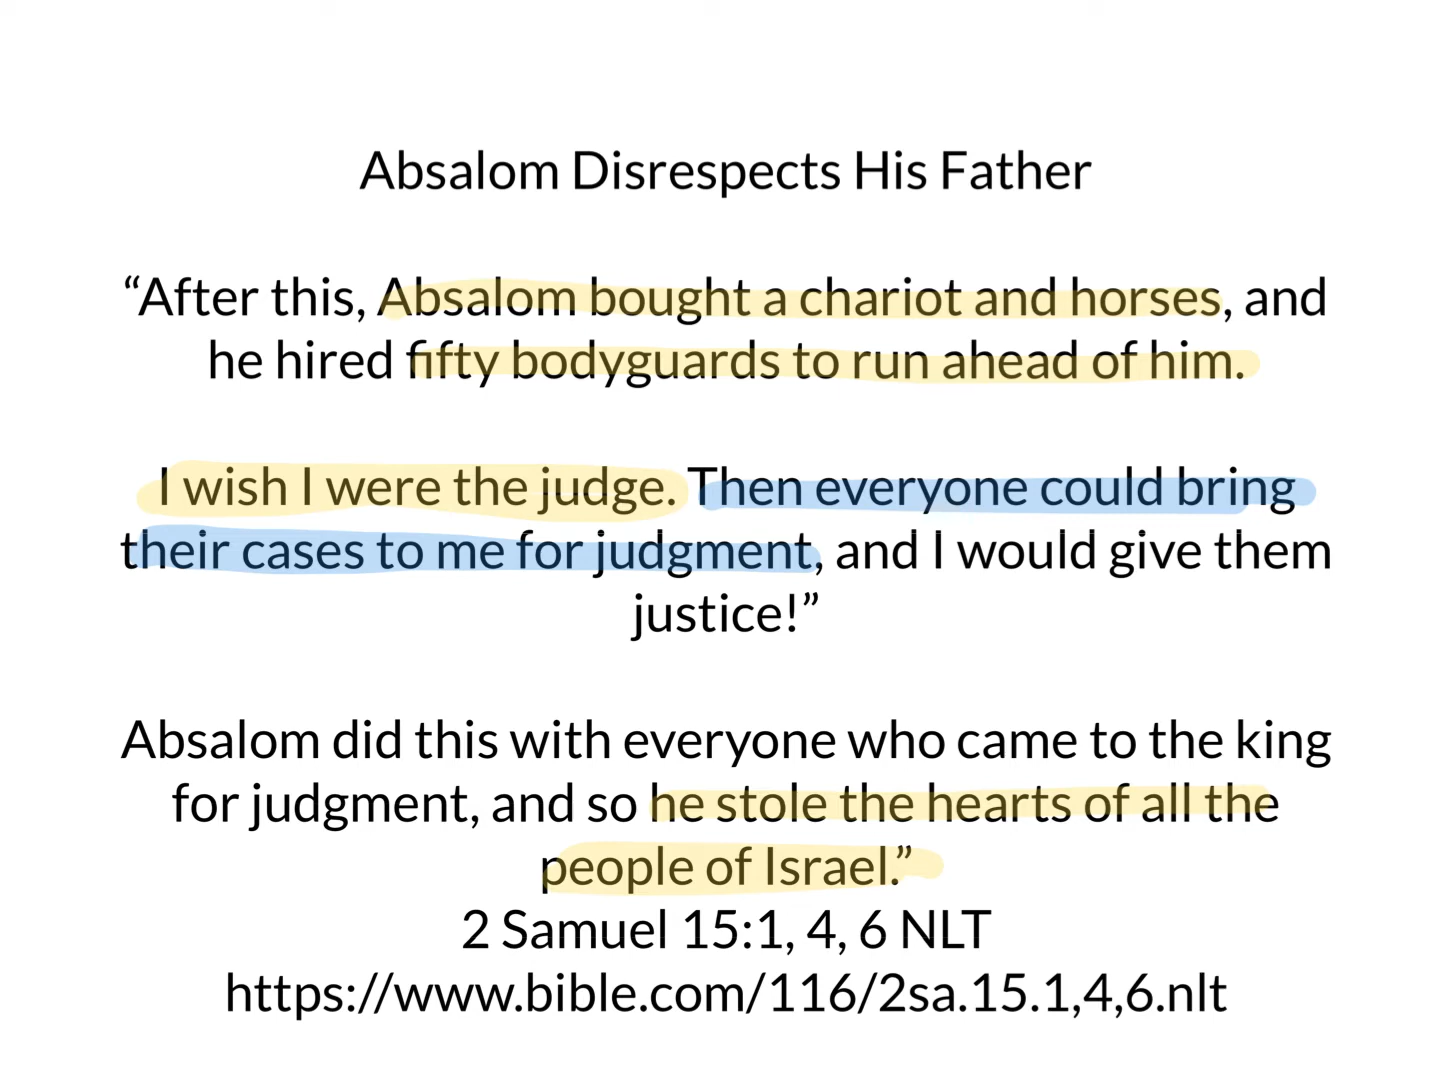 Absalom Disrespects His Father
“After this, Absalom bought a chariot and horses, and
he hired fifty bodyguards to run ahead of him.
I wish I were the judge. Then everyone could bring
their cases to me for judgment, and I would give them
justice!”
Absalom did this with everyone who came to the king
for judgment, and so he stole the hearts of all the
people of Israel.”
2 Samuel 15:1, 4, 6 NLT
https://www.bible.com/116/2sa.15.1,4,6.nlt